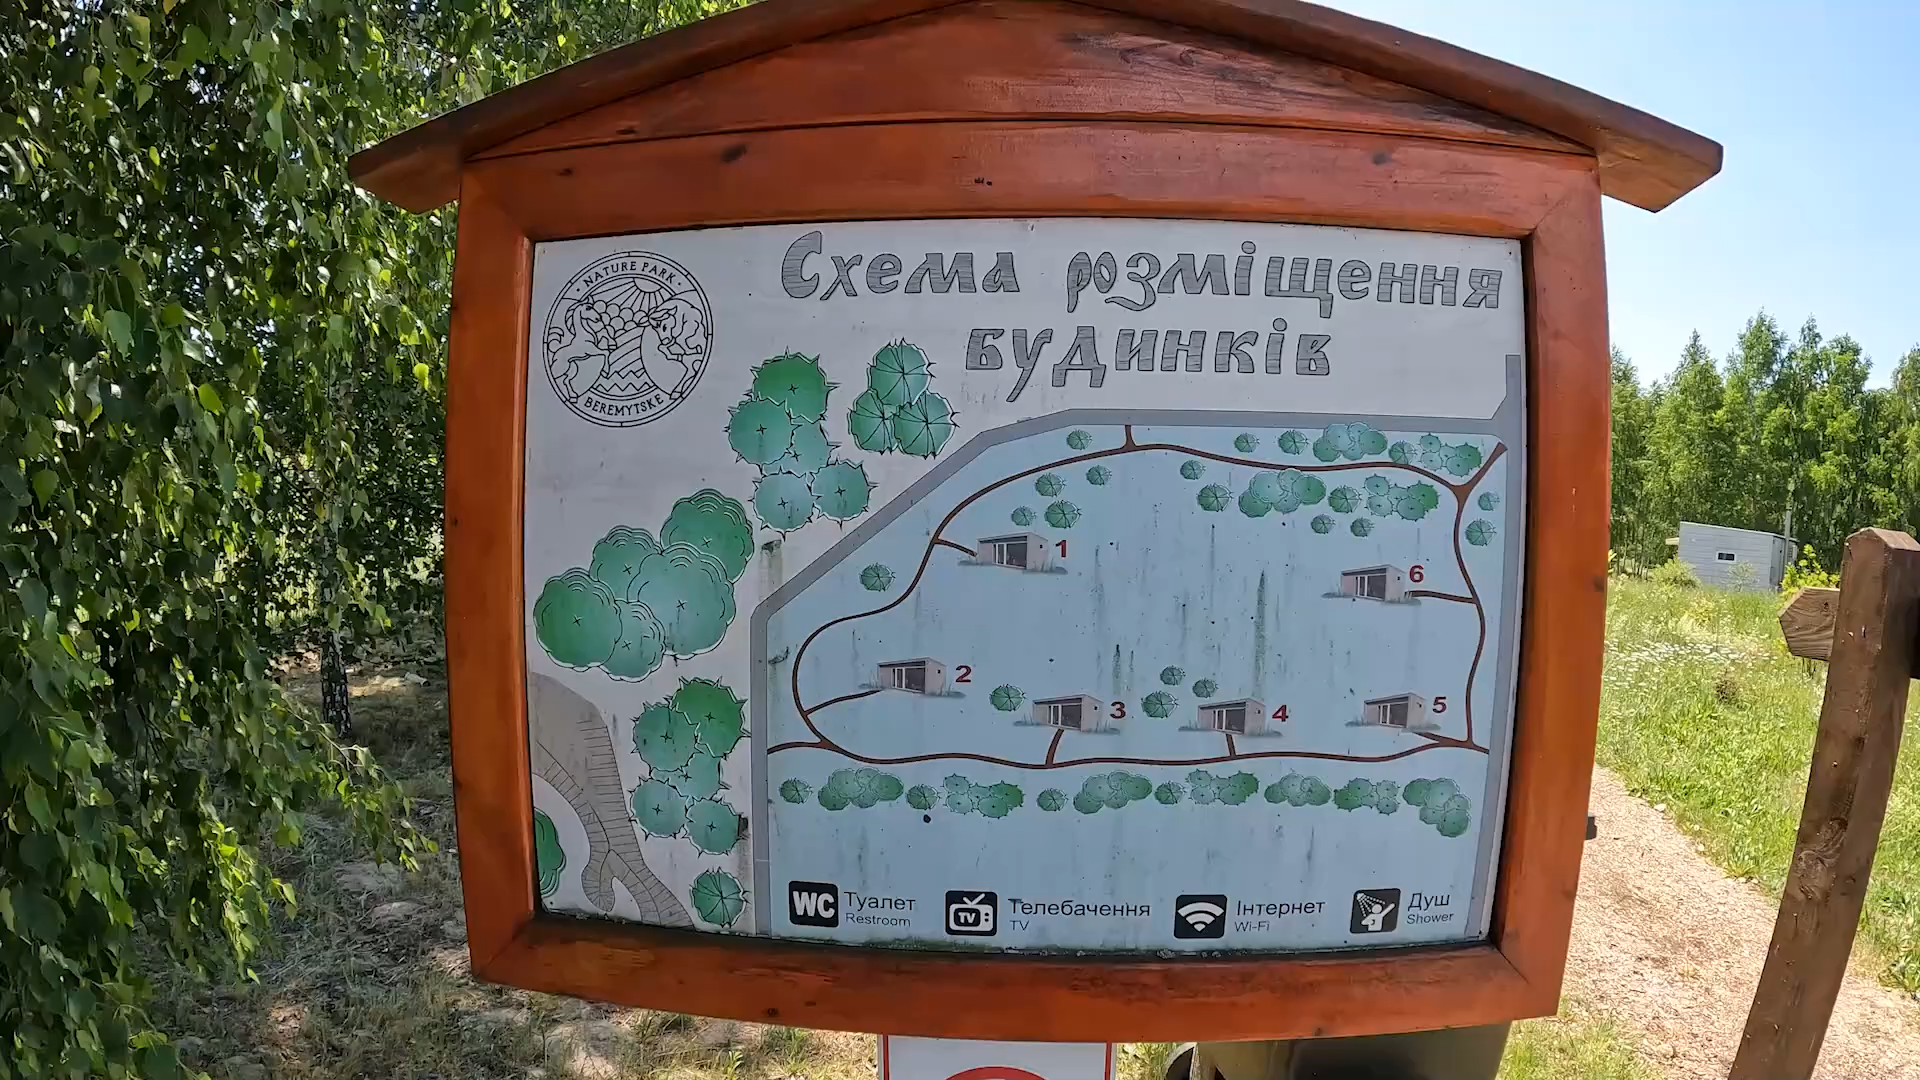 NATURE PARK
BEREMYTSKE
Схема розміщення
будинків
1
6
2
3
4
5
WC
Туалет
Restroom
TV
Телебачення
TV
Інтернет
Wi-Fi
Душ
Shower